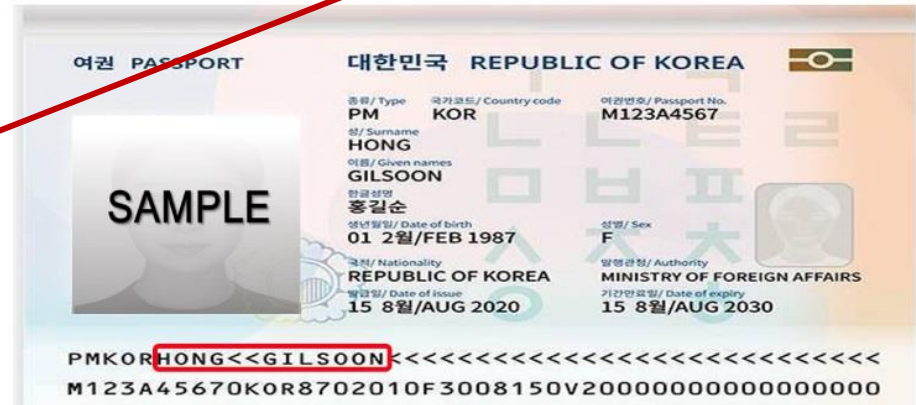 여권 PASSPORT
대한민국 REPUBLIC OF KOREA
종류/Type 국가코드/Country code 여권번호/Passport No.
PM KOR M123A4567
성/Surname
HONG
이름/Given names
GILSOON
한글성명
홍길순
생년월일/Date of birth 성별/Sex
01 2월/FEB 1987 F
국적/Nationality 발행관청/Authority
REPUBLIC OF KOREA MINISTRY OF FOREIGN AFFAIRS
발급일/Date of issue 기간만료일/Date of expiry
15 8월/AUG 2020 15 8월/AUG 2030
SAMPLE
PMKORHONG<<GILSOON<<<<<<<<<<<<<<<<<<<<<<<<<<
M123A45670KOR8702010F3008150V200000000000000